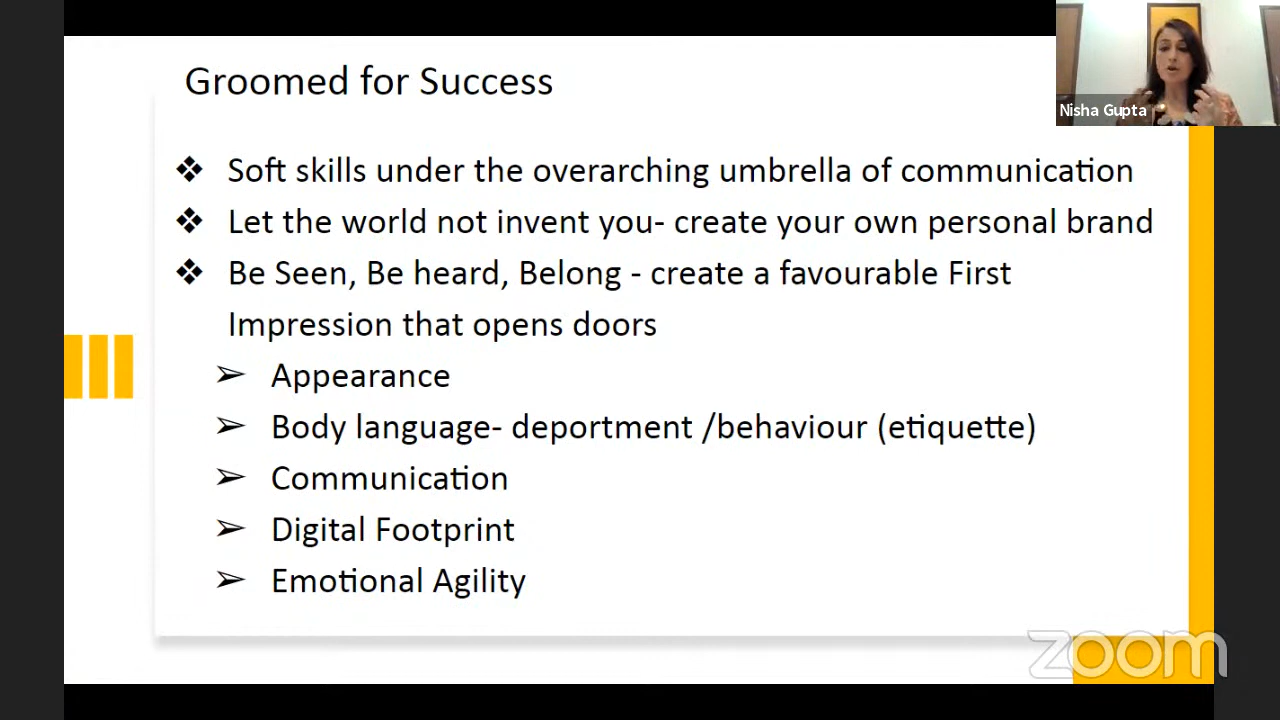 Groomed for Success
Nisha Gupta
❖ Soft skills under the overarching umbrella of communication
❖ Let the world not invent you- create your own personal brand
❖ Be Seen, Be heard, Belong - create a favourable First
Impression that opens doors
➢ Appearance
➢ Body language- deportment /behaviour (etiquette)
➢ Communication
➢ Digital Footprint
➢ Emotional Agility
zoom